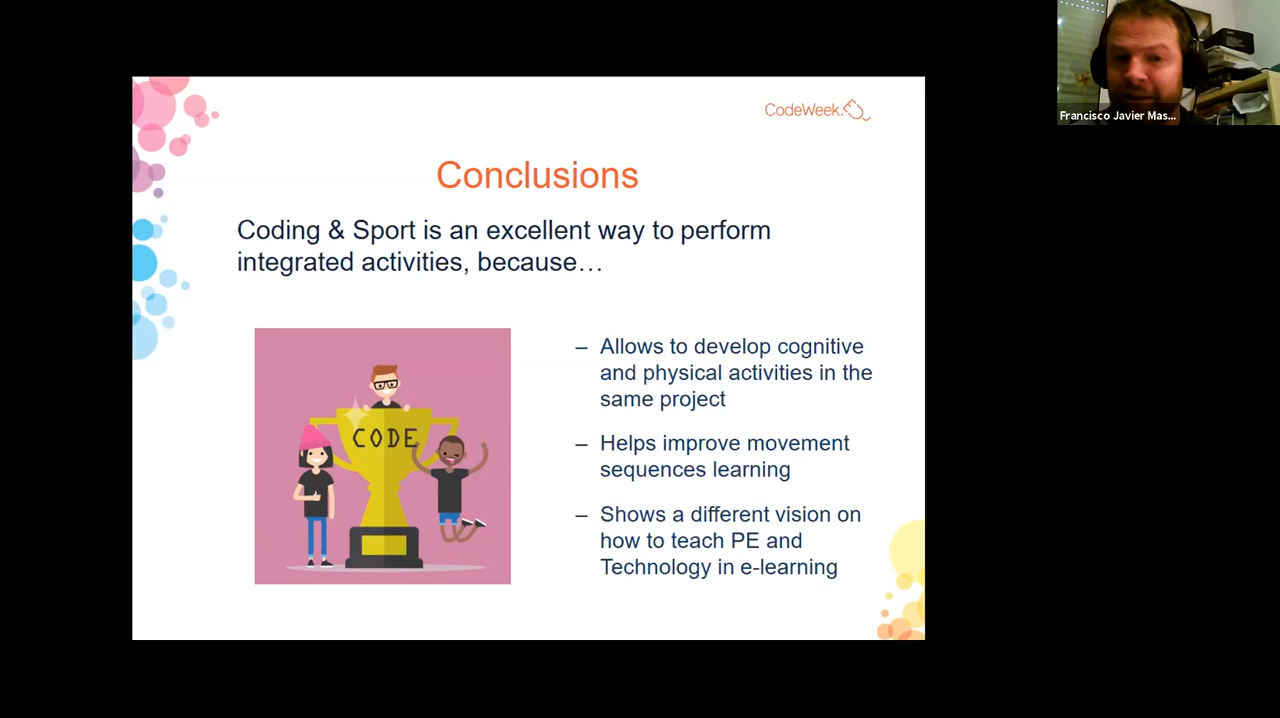 CodeWeek
Francisco Javier Mas...
Conclusions
Coding & Sport is an excellent way to perform
integrated activities, because…
CODE
– Allows to develop cognitive
and physical activities in the
same project
– Helps improve movement
sequences learning
– Shows a different vision on
how to teach PE and
Technology in e-learning